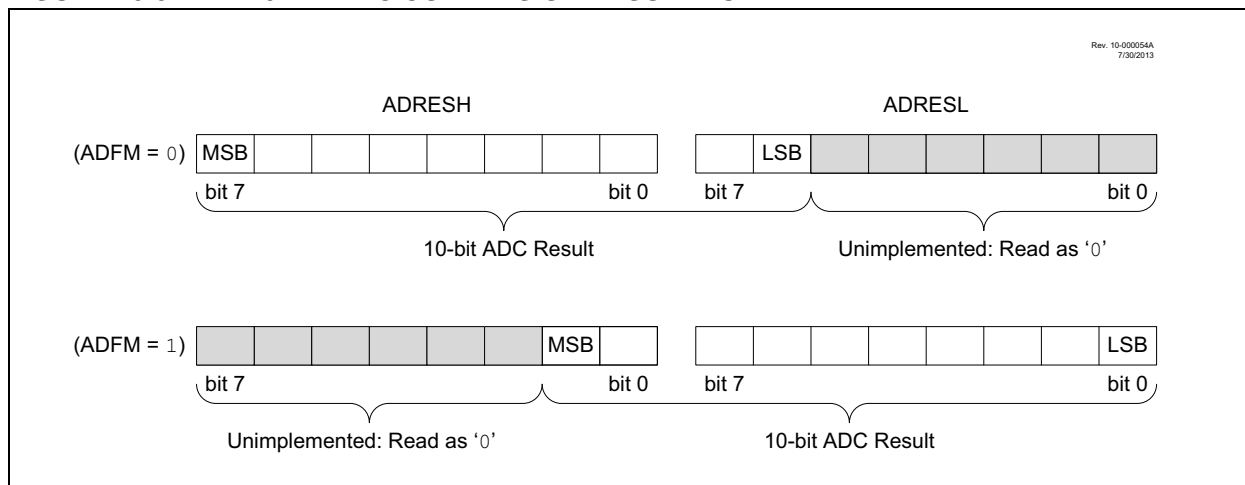 Rev. 10-000054A
7/30/2013
ADRESH ADRESL
(ADFM = 0) MSB LSB
bit 7 bit 0 bit 7 bit 0
10-bit ADC Result Unimplemented: Read as ‘0’
(ADFM = 1) MSB LSB
bit 7 bit 0 bit 7 bit 0
Unimplemented: Read as ‘0’ 10-bit ADC Result